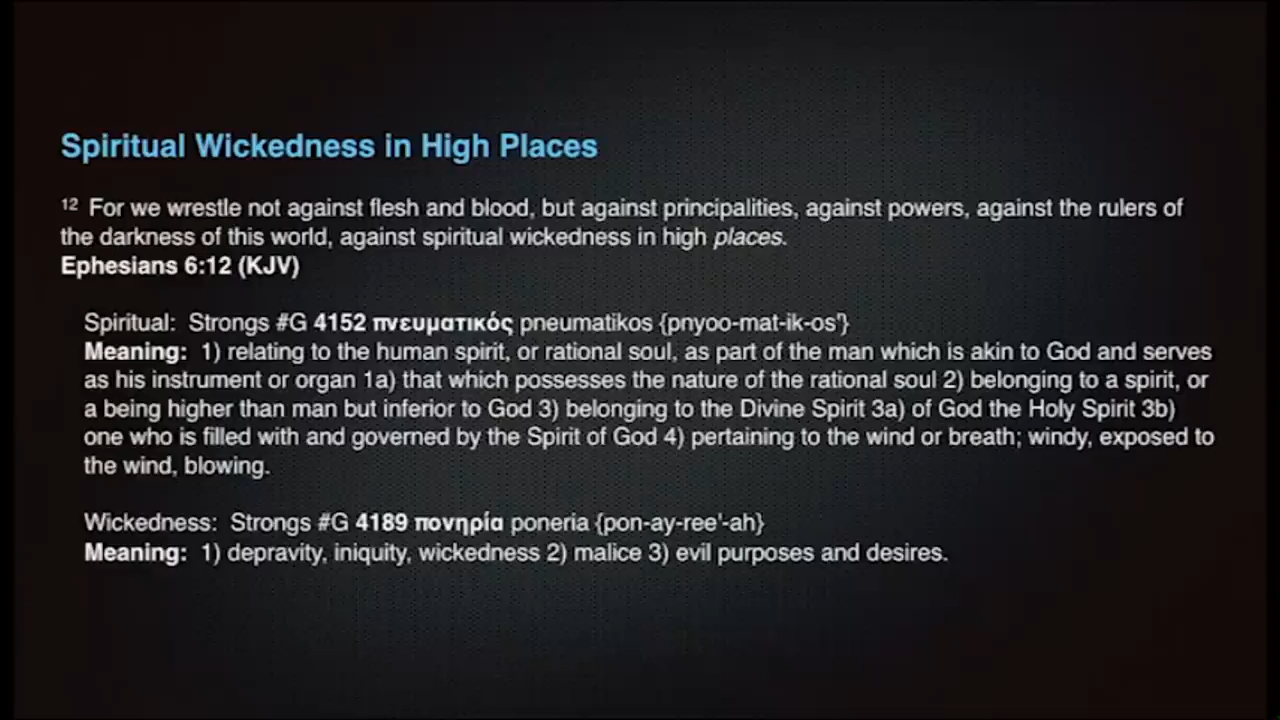 Spiritual Wickedness in High Places
12 For we wrestle not against flesh and blood, but against principalities, against powers, against the rulers of
the darkness of this world, against spiritual wickedness in high places.
Ephesians 6:12 (KJV)
Spiritual: Strongs #G 4152 πνευματικός pneumatikos {pnyoo-mat-ik-os'}
Meaning: 1) relating to the human spirit, or rational soul, as part of the man which is akin to God and serves
as his instrument or organ 1a) that which possesses the nature of the rational soul 2) belonging to a spirit, or
a being higher than man but inferior to God 3) belonging to the Divine Spirit 3a) of God the Holy Spirit 3b)
one who is filled with and governed by the Spirit of God 4) pertaining to the wind or breath; windy, exposed to
the wind, blowing.
Wickedness: Strongs #G 4189 πονηρία poneria {pon-ay-ree'-ah}
Meaning: 1) depravity, iniquity, wickedness 2) malice 3) evil purposes and desires.